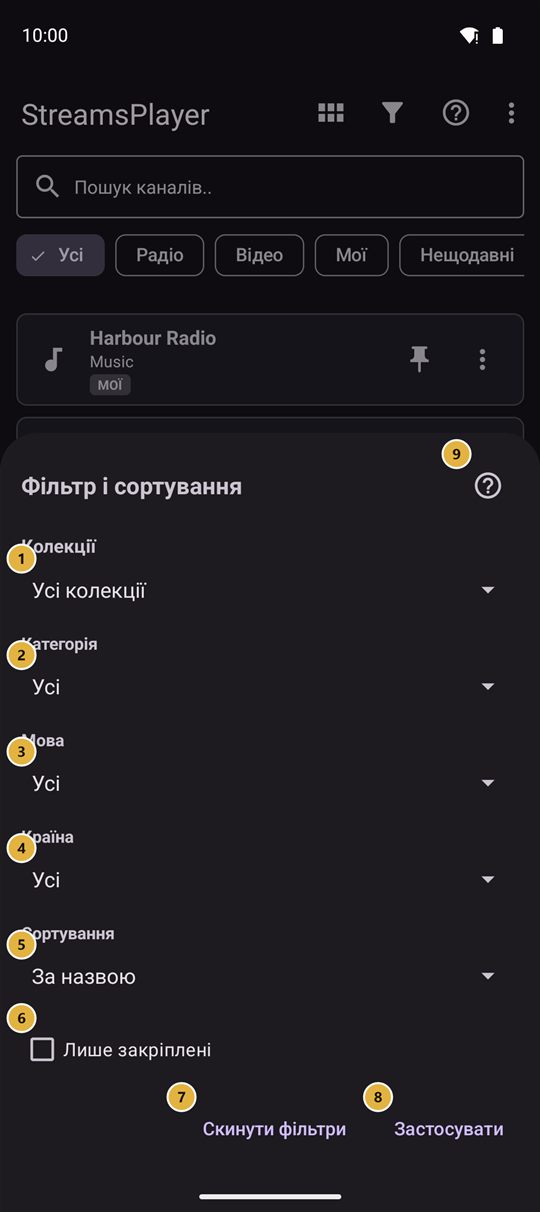 10:00
StreamsPlayer
Пошук каналів..
Усі
Радіо
Відео
Мої
Нещодавні
Harbour Radio
Music
МОЇ
9
Фільтр і сортування
Колекції
1
Усі колекції
Категорія
2
Усі
Мова
3
Усі
Країна
4
Усі
Сортування
5
За назвою
6
Лише закріплені
7
8
Скинути фільтри
Застосувати